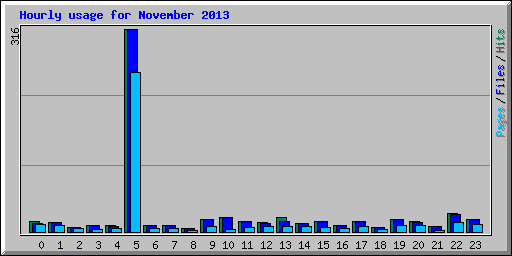 Hourly usage for November 2013
316
Pages / Files / Hits
0 1 2 3 4 5 6 7 8 9 10 11 12 13 14 15 16 17 18 19 20 21 22 23